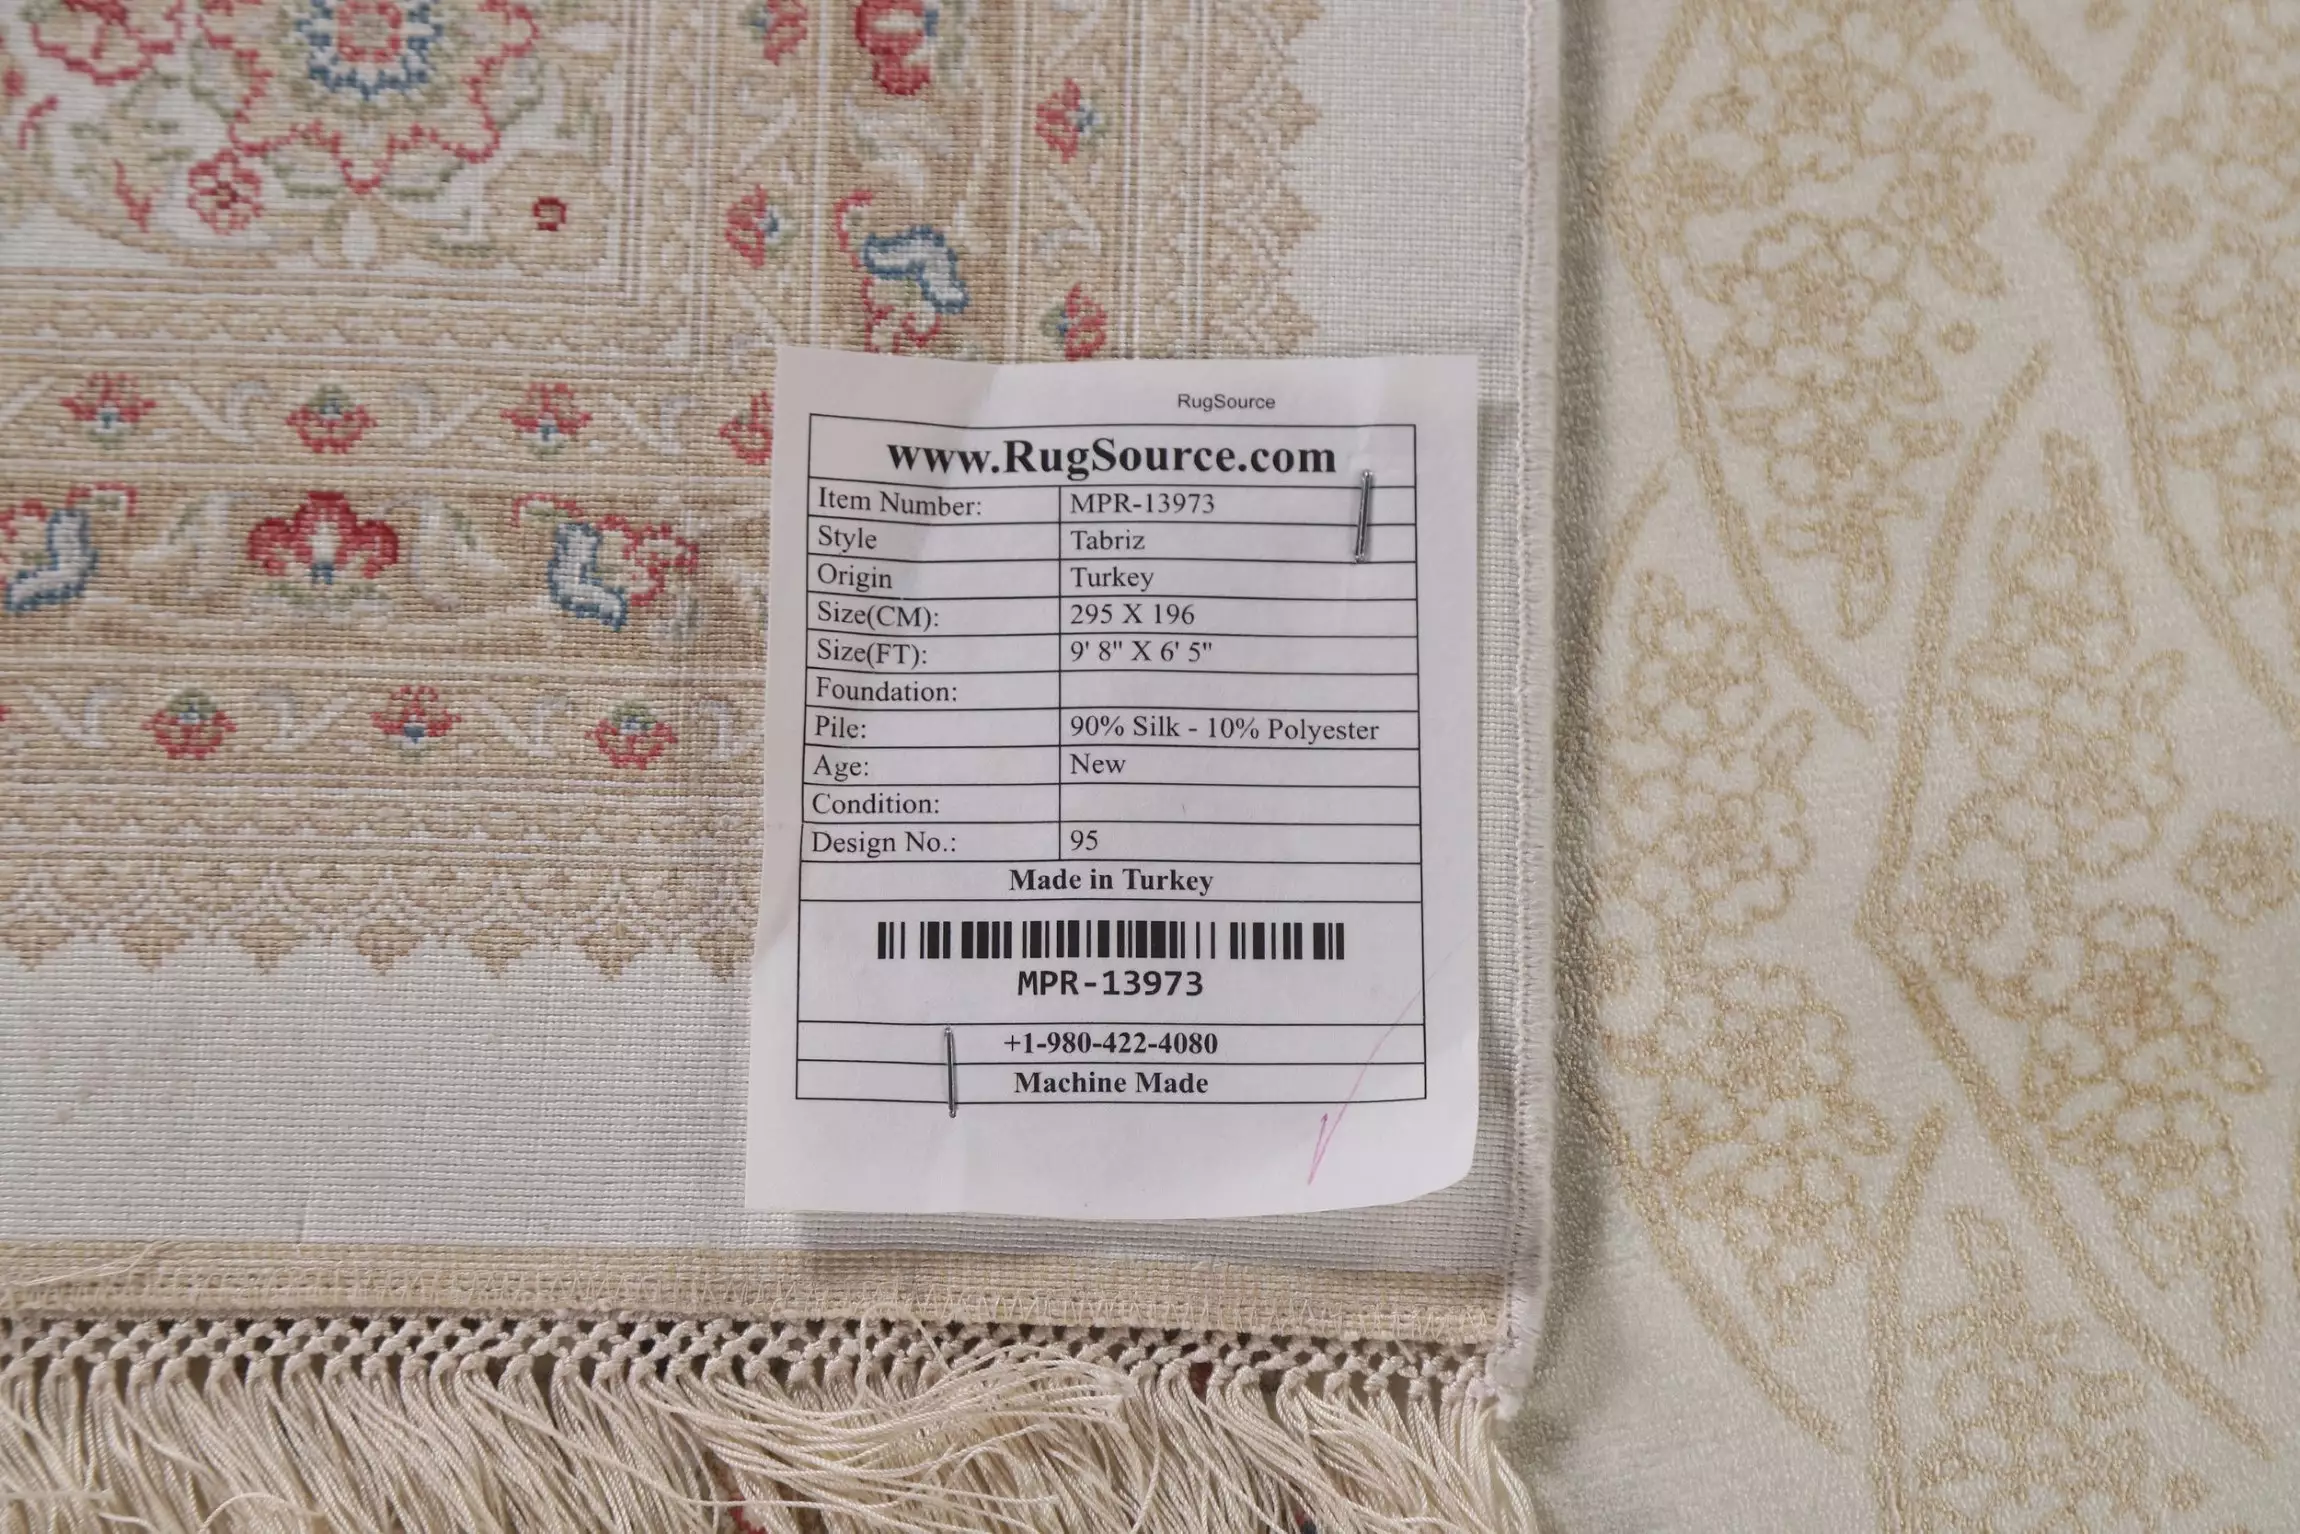 RugSource
www.RugSource.com
Item Number: MPR-13973
Style Tabriz
Origin Turkey
Size(CM): 295 X 196
Size(FT): 9' 8" X 6' 5"
Foundation:
Pile: 90% Silk - 10% Polyester
Age: New
Condition:
Design No.: 95
Made in Turkey
MPR-13973
+1-980-422-4080
Machine Made